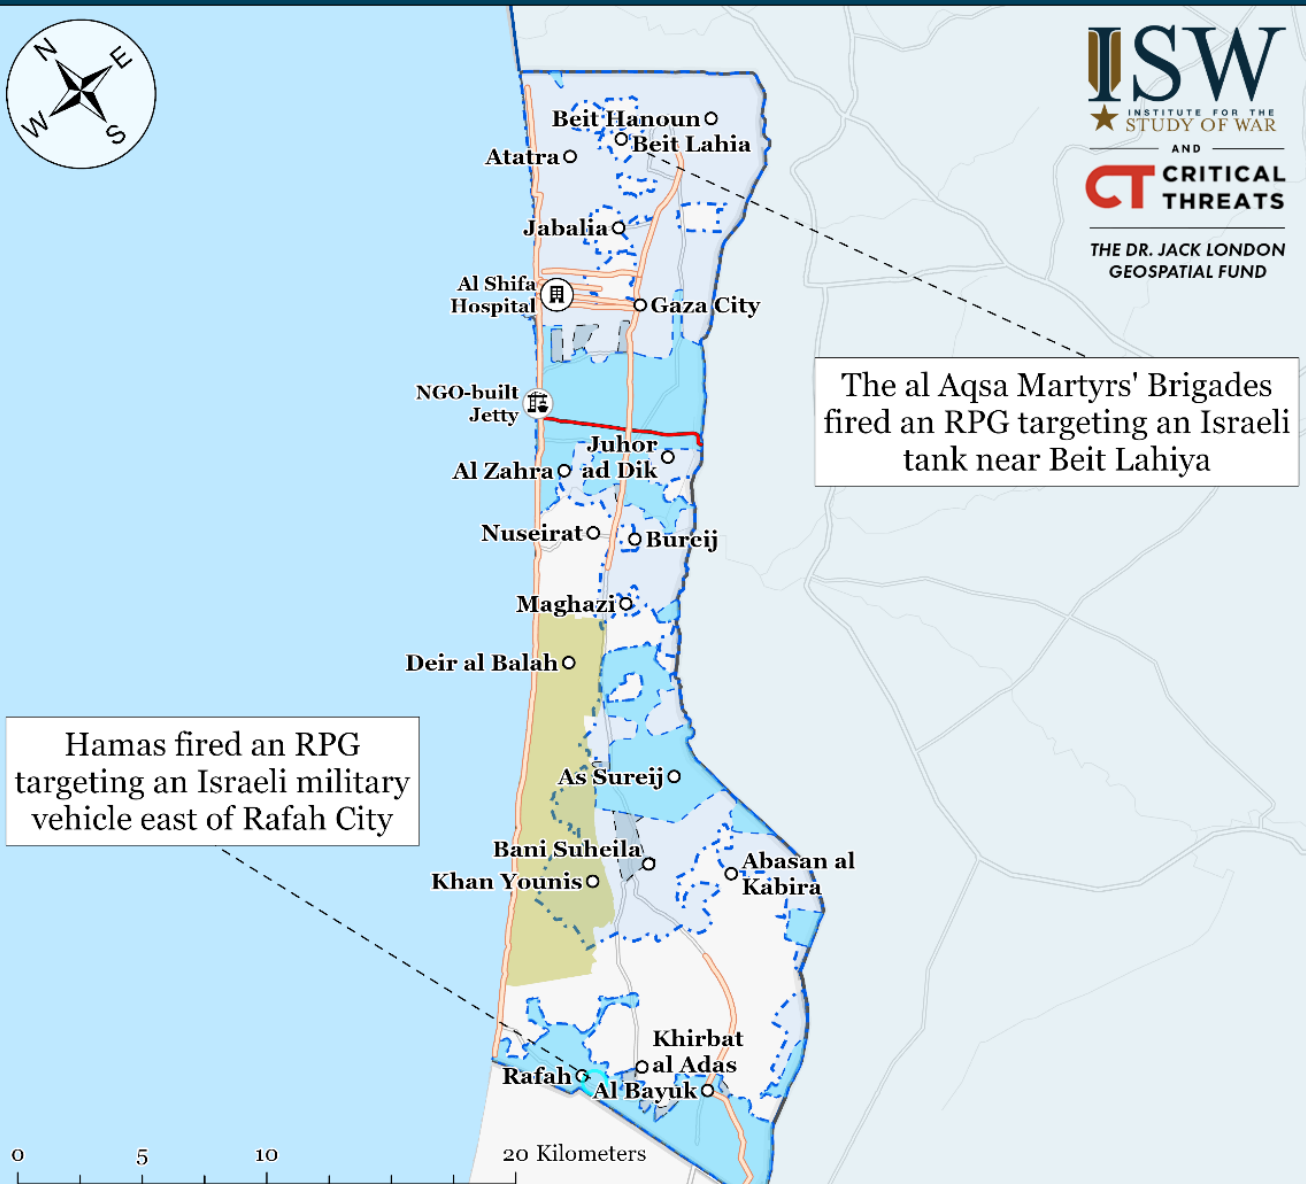 N
E
W
S
ISW
INSTITUTE FOR THE
STUDY OF WAR
AND
CT CRITICAL
THREATS
THE DR. JACK LONDON
GEOSPATIAL FUND
Beit Hanoun
Beit Lahia
Atatra
Jabalia
Al Shifa
Hospital
Gaza City
The al Aqsa Martyrs' Brigades
fired an RPG targeting an Israeli
tank near Beit Lahiya
NGO-built
Jetty
Juhor
ad Dik
Al Zahra
Nuseirat
Bureij
Maghazi
Deir al Balah
Hamas fired an RPG
targeting an Israeli military
vehicle east of Rafah City
As Sureij
Bani Suheila
Abasan al
Kabira
Khan Younis
Khirbat
al Adas
Rafah
Al Bayuk
0 5 10 20 Kilometers